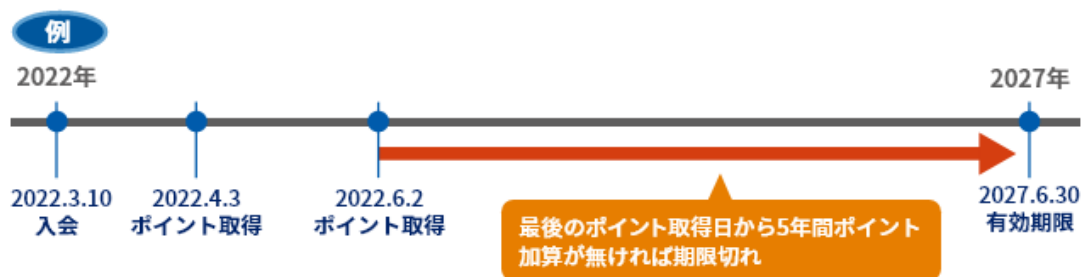 例
2022年
2027年
2022.3.10
入会
2022.4.3
ポイント取得
2022.6.2
ポイント取得
2027.6.30
有効期限
最後のポイント取得日から5年間ポイント
加算が無ければ期限切れ